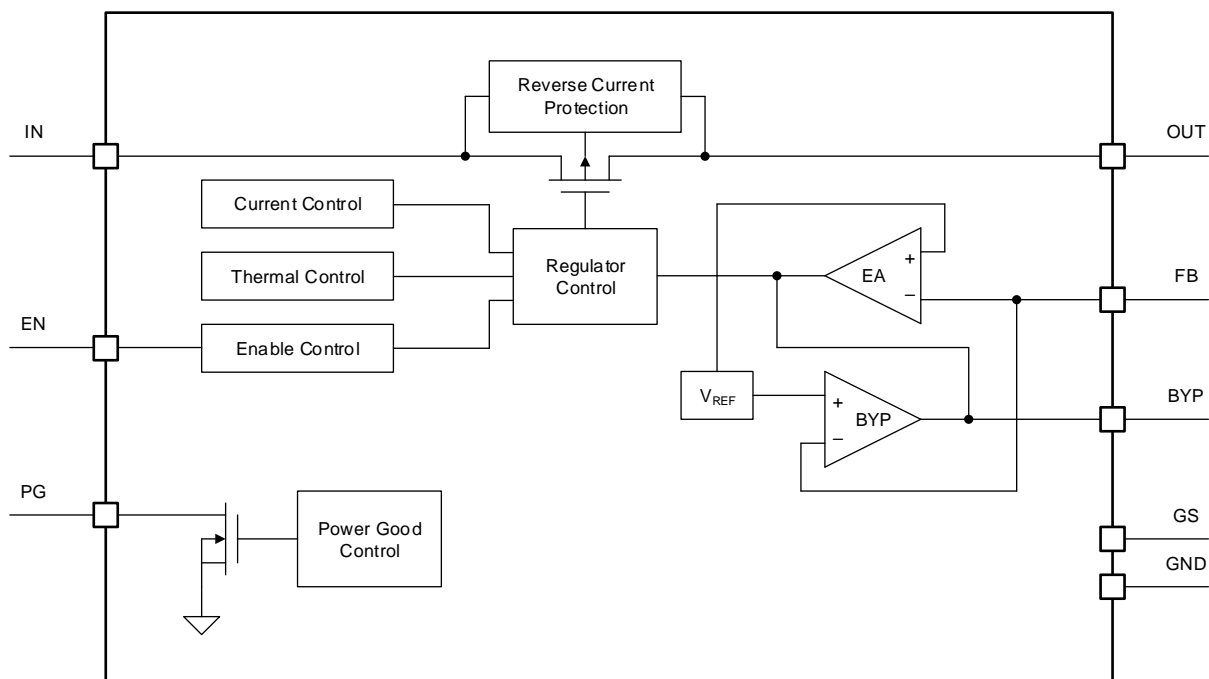 Reverse Current
Protection
IN
OUT
Current Control
Thermal Control
Regulator
Control
+
EA
−
FB
EN
Enable Control
VREF
+
BYP
−
BYP
PG
Power Good
Control
GS
GND